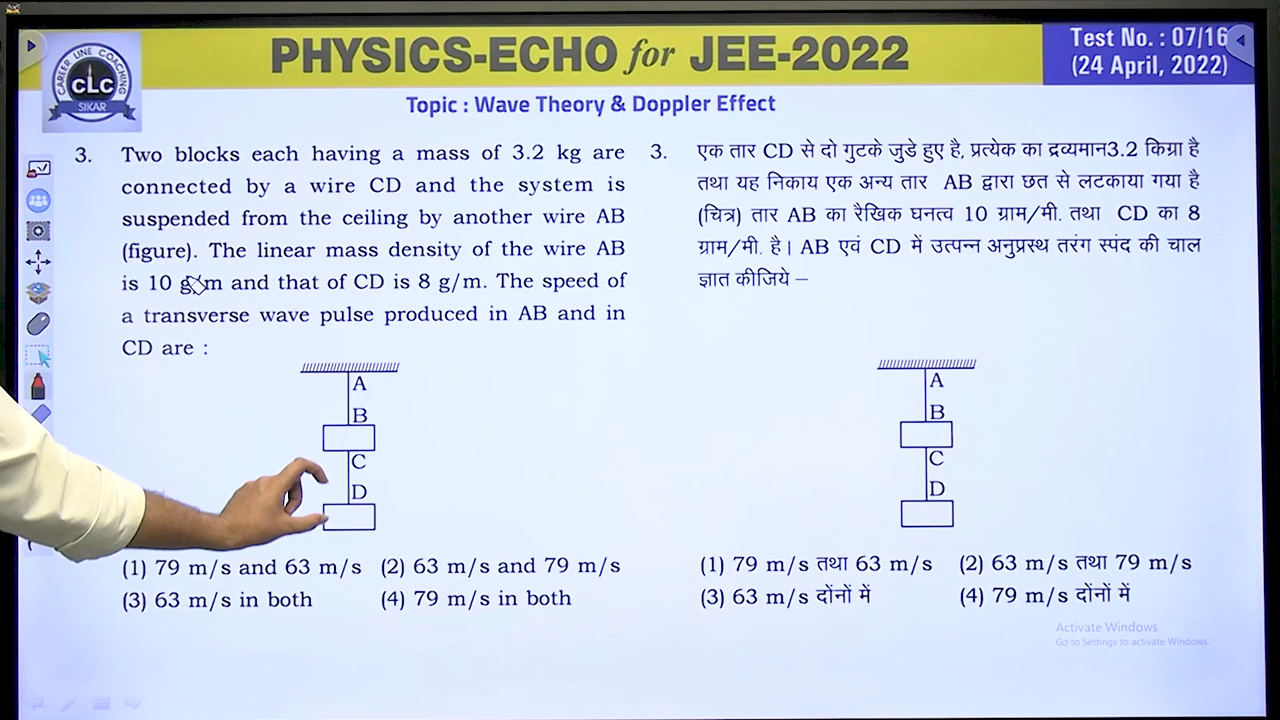 PHYSICS-ECHO for JEE-2022
Test No. : 07/16
(24 April, 2022)
CAREER LINE COACHING
CLC
SIKAR
Topic : Wave Theory & Doppler Effect
3. Two blocks each having a mass of 3.2 kg are
connected by a wire CD and the system is
suspended from the ceiling by another wire AB
(figure). The linear mass density of the wire AB
is 10 g/m and that of CD is 8 g/m. The speed of
a transverse wave pulse produced in AB and in
CD are :
A
B
C
D
(1) 79 m/s and 63 m/s (2) 63 m/s and 79 m/s
(3) 63 m/s in both (4) 79 m/s in both
3. एक तार CD से दो गुटके जुडे हुए है, प्रत्येक का द्रव्यमान3.2 किग्रा है
तथा यह निकाय एक अन्य तार AB द्वारा छत से लटकाया गया है
(चित्र) तार AB का रैखिक घनत्व 10 ग्राम/मी. तथा CD का 8
ग्राम/मी. है। AB एवं CD में उत्पन्न अनुप्रस्थ तरंग स्पंद की चाल
ज्ञात कीजिये –
A
B
C
D
(1) 79 m/s तथा 63 m/s (2) 63 m/s तथा 79 m/s
(3) 63 m/s दोंनों में (4) 79 m/s दोंनों में
Activate Windows
Go to Settings to activate Windows.